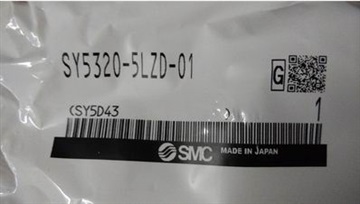 SY5320-5LZD-01
G
<SY5D43
1
SMC MADE IN JAPAN